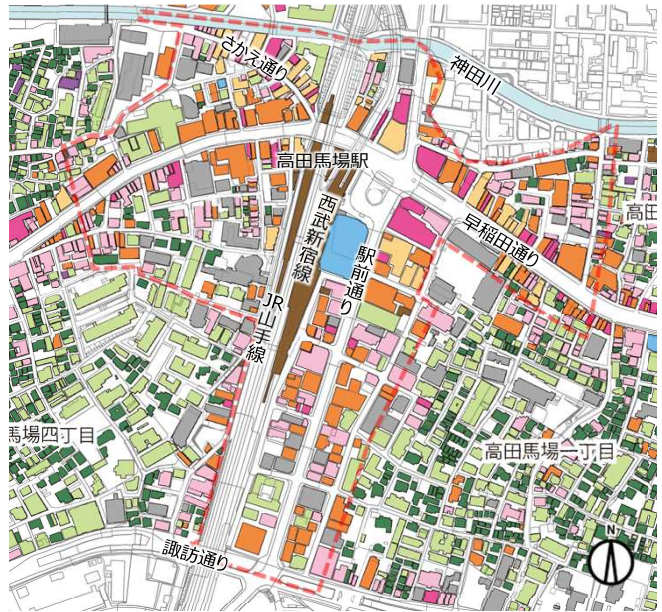 さかえ通り
神田川
高田馬場駅
高田
西武新宿線
駅前通り
早稲田通り
JR山手線
馬場四丁目
高田馬場一丁目
諏訪通り
N